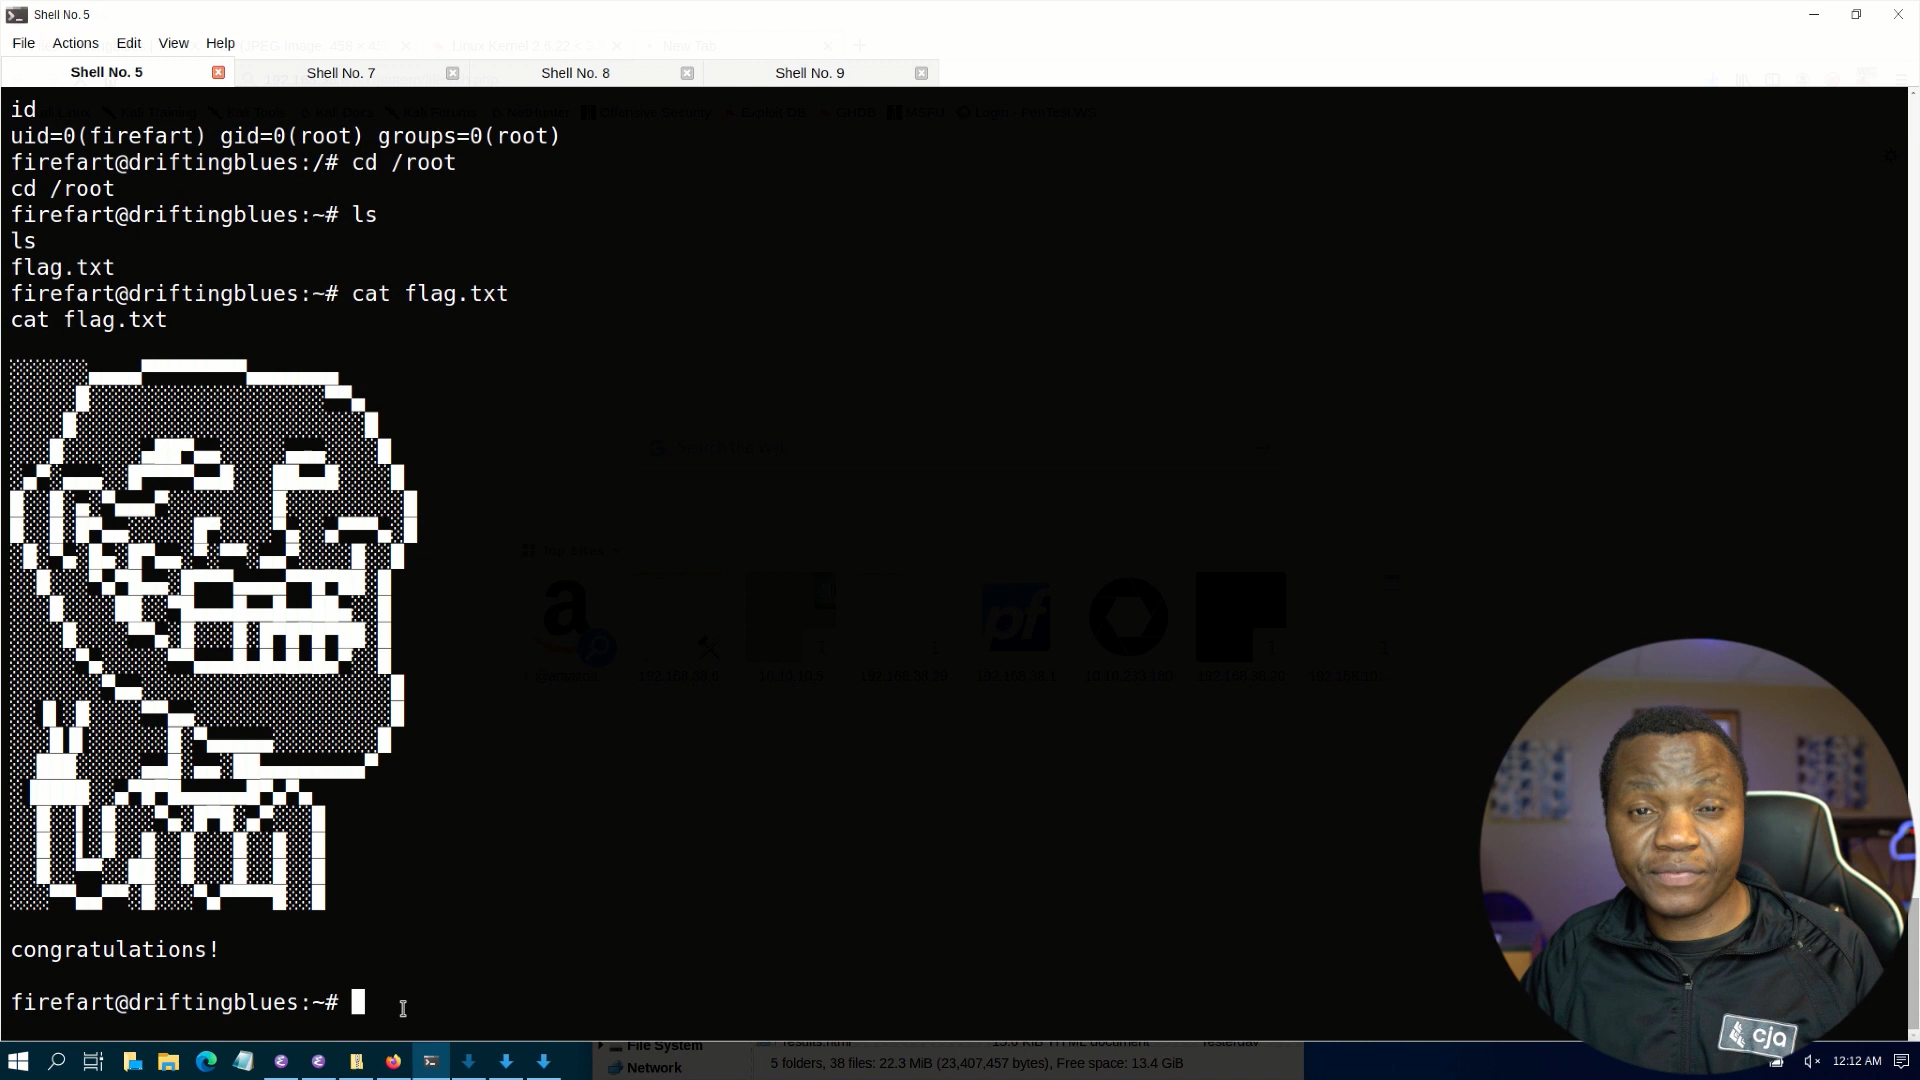 Shell No. 5
File Actions Edit View Help
Shell No. 5 Shell No. 7 Shell No. 8 Shell No. 9
id
uid=0(firefart) gid=0(root) groups=0(root)
firefart@driftingblues:/# cd /root
cd /root
firefart@driftingblues:~# ls
ls
flag.txt
firefart@driftingblues:~# cat flag.txt
cat flag.txt
congratulations!
firefart@driftingblues:~#
cja
File System
Network
5 folders, 38 files: 22.3 MiB (23,407,457 bytes), Free space: 13.4 GiB
12:12 AM